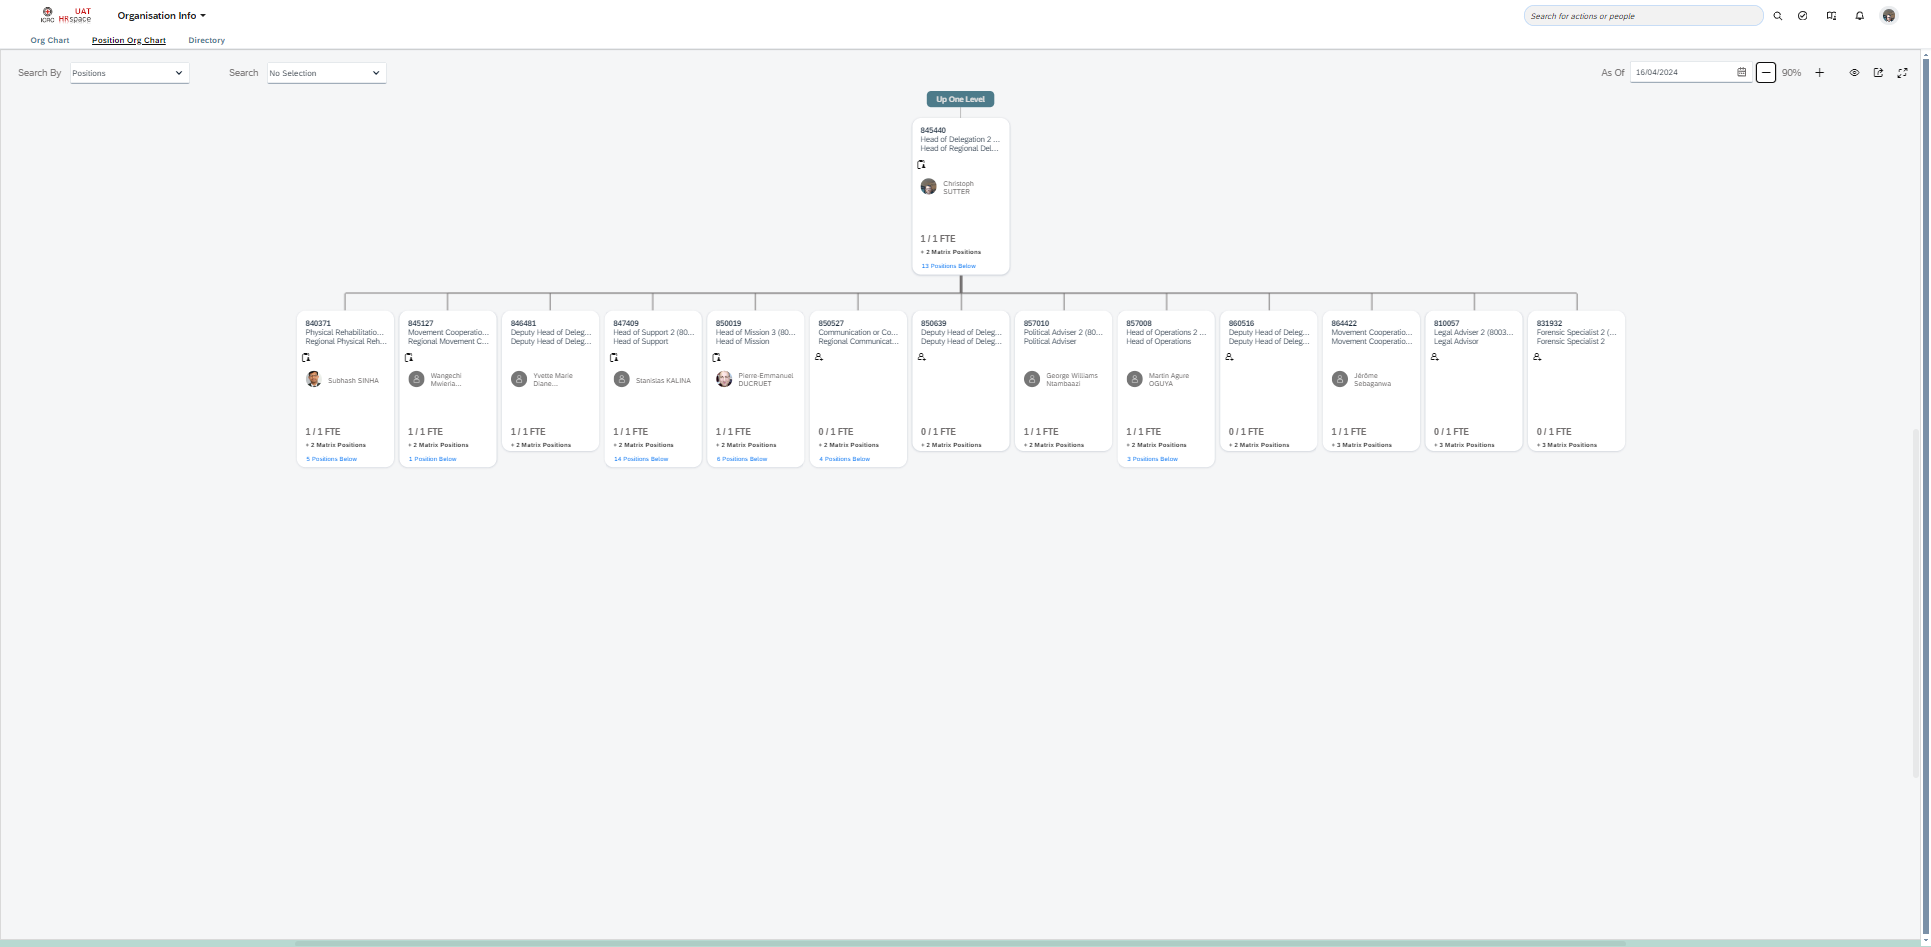 ICRC
UAT
HRspace
Organisation Info
Search for actions or people
Org Chart
Position Org Chart
Directory
Search By
Positions
Search
No Selection
As Of
16/04/2024
90%
Up One Level
845440
Head of Delegation 2 ...
Head of Regional Del...
Christoph
SUTTER
1 / 1 FTE
+ 2 Matrix Positions
13 Positions Below
840371
Physical Rehabilitatio...
Regional Physical Reh...
Subhash SINHA
1 / 1 FTE
+ 2 Matrix Positions
5 Positions Below
845127
Movement Cooperatio...
Regional Movement C...
Wangechi
Mwieria...
1 / 1 FTE
+ 2 Matrix Positions
1 Position Below
846481
Deputy Head of Deleg...
Deputy Head of Deleg...
Yvette Marie
Diane...
1 / 1 FTE
+ 2 Matrix Positions
847409
Head of Support 2 (80...
Head of Support
Stanislas KALINA
1 / 1 FTE
+ 2 Matrix Positions
14 Positions Below
850019
Head of Mission 3 (80...
Head of Mission
Pierre-Emmanuel
DUCRUET
1 / 1 FTE
+ 2 Matrix Positions
6 Positions Below
850527
Communication or Co...
Regional Communicat...
0 / 1 FTE
+ 2 Matrix Positions
4 Positions Below
850639
Deputy Head of Deleg...
Deputy Head of Deleg...
0 / 1 FTE
+ 2 Matrix Positions
857010
Political Adviser 2 (80...
Political Adviser
George Williams
Ntambaazi
1 / 1 FTE
+ 2 Matrix Positions
857008
Head of Operations 2 ...
Head of Operations
Martin Agure
OGUYA
1 / 1 FTE
+ 2 Matrix Positions
3 Positions Below
860516
Deputy Head of Deleg...
Deputy Head of Deleg...
0 / 1 FTE
+ 2 Matrix Positions
864422
Movement Cooperatio...
Movement Cooperatio...
Jérôme
Sebaganwa
1 / 1 FTE
+ 3 Matrix Positions
810057
Legal Adviser 2 (8003...
Legal Advisor
0 / 1 FTE
+ 3 Matrix Positions
831932
Forensic Specialist 2 (...
Forensic Specialist 2
0 / 1 FTE
+ 3 Matrix Positions